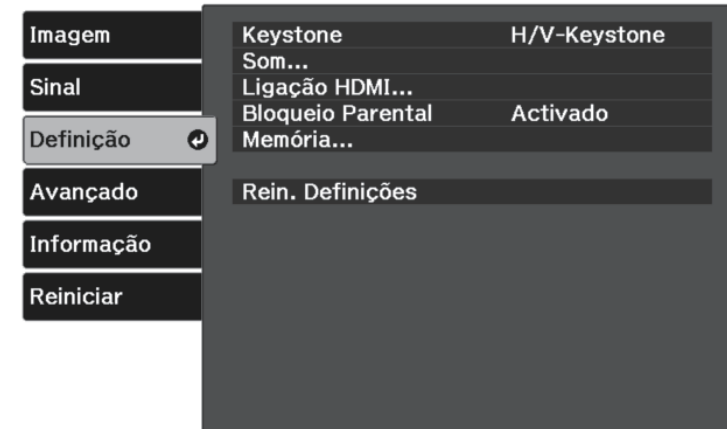 Imagem
Sinal
Definição
Avançado
Informação
Reiniciar
Keystone H/V-Keystone
Som...
Ligação HDMI...
Bloqueio Parental Activado
Memória...
Rein. Definições